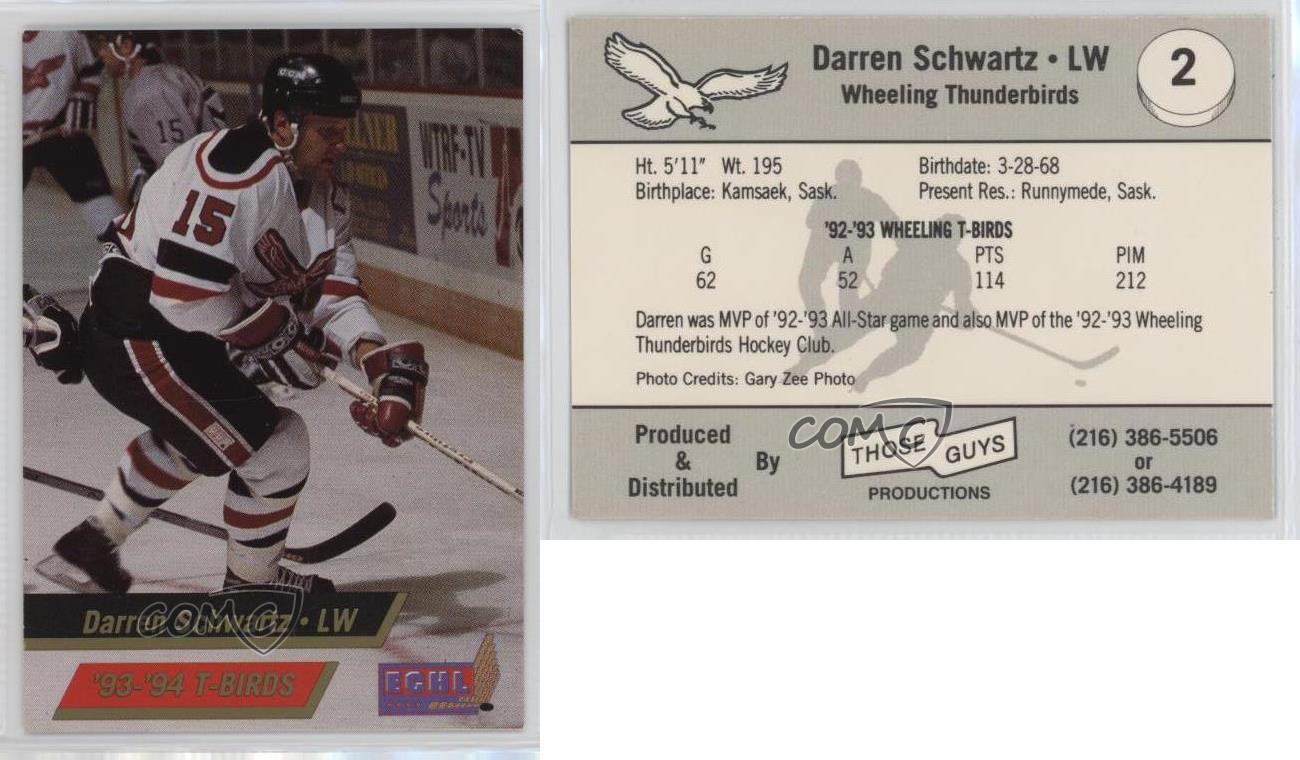 CCM
15
15
WTRF-TV
Sports
Darren Schwartz • LW
'93-'94 T-BIRDS
EGHL
COMC
Darren Schwartz • LW
Wheeling Thunderbirds
2
Ht. 5'11" Wt. 195
Birthdate: 3-28-68
Birthplace: Kamsaek, Sask.
Present Res.: Runnymede, Sask.
'92-'93 WHEELING T-BIRDS
G A PTS PIM
62 52 114 212
Darren was MVP of '92-'93 All-Star game and also MVP of the '92-'93 Wheeling
Thunderbirds Hockey Club.
Photo Credits: Gary Zee Photo
COMC
Produced
&
Distributed
By
THOSE GUYS
PRODUCTIONS
(216) 386-5506
or
(216) 386-4189